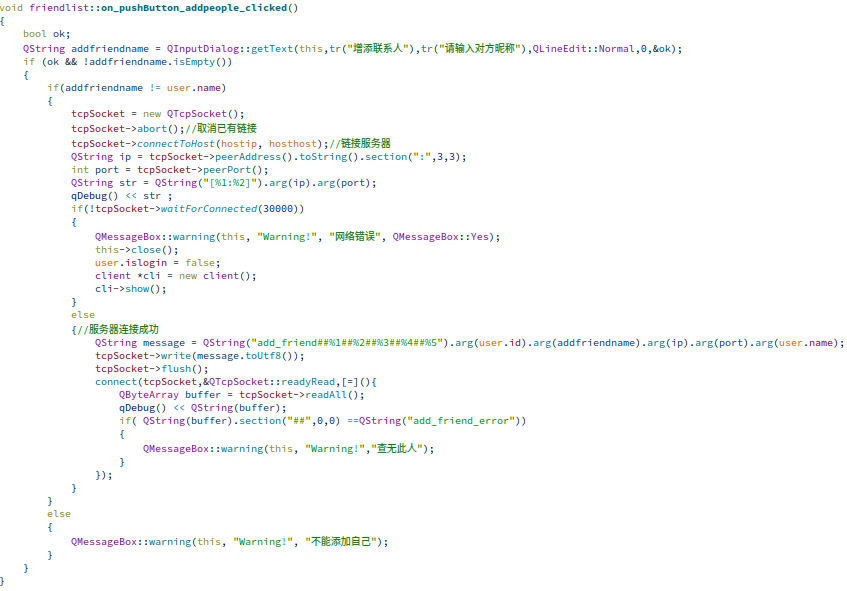 void friendlist::on_pushButton_addpeople_clicked()
{
    bool ok;
    QString addfriendname = QInputDialog::getText(this,tr("增添联系人"),tr("请输入对方昵称"),QLineEdit::Normal,0,&ok);
    if (ok && !addfriendname.isEmpty())
    {
        if(addfriendname != user.name)
        {
            tcpSocket = new QTcpSocket();
            tcpSocket->abort();//取消已有链接
            tcpSocket->connectToHost(hostip, hosthost);//链接服务器
            QString ip = tcpSocket->peerAddress().toString().section(":",3,3);
            int port = tcpSocket->peerPort();
            QString str = QString("[%1:%2]").arg(ip).arg(port);
            qDebug() << str ;
            if(!tcpSocket->waitForConnected(30000))
            {
                QMessageBox::warning(this, "Warning!", "网络错误", QMessageBox::Yes);
                this->close();
                user.islogin = false;
                client *cli = new client();
                cli->show();
            }
            else
            {//服务器连接成功
                QString message = QString("add_friend##%1##%2##%3##%4##%5").arg(user.id).arg(addfriendname).arg(ip).arg(port).arg(user.name);
                tcpSocket->write(message.toUtf8());
                tcpSocket->flush();
                connect(tcpSocket,&QTcpSocket::readyRead,[=](){
                    QByteArray buffer = tcpSocket->readAll();
                    qDebug() << QString(buffer);
                    if( QString(buffer).section("##",0,0) ==QString("add_friend_error"))
                    {
                        QMessageBox::warning(this, "Warning!","查无此人");
                    }
                });
            }
        }
        else
        {
            QMessageBox::warning(this, "Warning!", "不能添加自己");
        }
    }
}